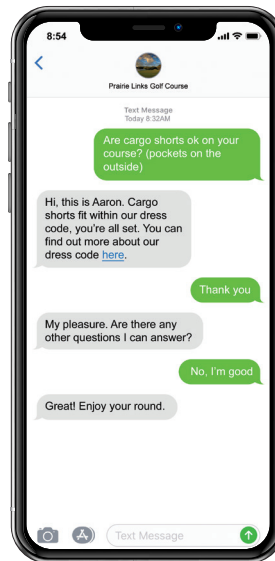 8:54
Prairie Links Golf Course
Text Message
Today 8:32AM
Are cargo shorts ok on your
course? (pockets on the
outside)
Hi, this is Aaron. Cargo
shorts fit within our dress
code, you're all set. You can
find out more about our
dress code here.
Thank you
My pleasure. Are there any
other questions I can answer?
No, I'm good
Great! Enjoy your round.
Text Message